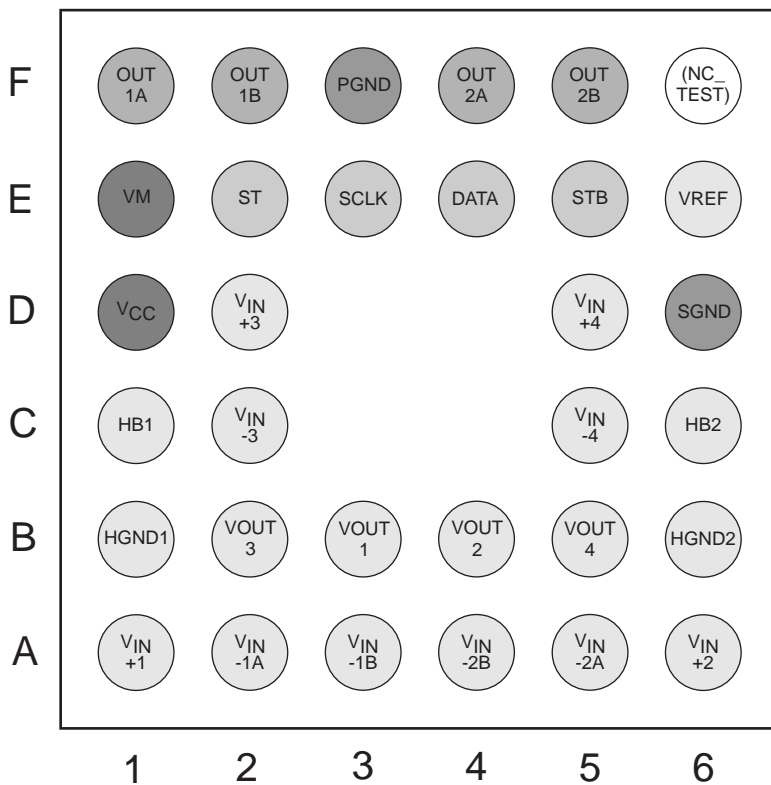 F
OUT
1A
OUT
1B
PGND
OUT
2A
OUT
2B
(NC_
TEST)
E
VM
ST
SCLK
DATA
STB
VREF
D
VCC
VIN
+3
VIN
+4
SGND
C
HB1
VIN
-3
VIN
-4
HB2
B
HGND1
VOUT
3
VOUT
1
VOUT
2
VOUT
4
HGND2
A
VIN
+1
VIN
-1A
VIN
-1B
VIN
-2B
VIN
-2A
VIN
+2
1 2 3 4 5 6